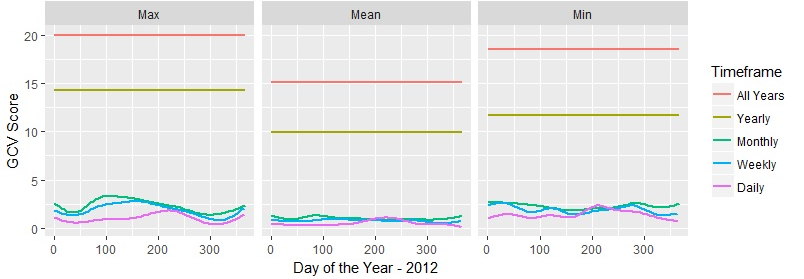 Max Mean Min
20
15
10
5
0
GCV Score
0 100 200 300 0 100 200 300 0 100 200 300
Day of the Year - 2012
Timeframe
All Years
Yearly
Monthly
Weekly
Daily